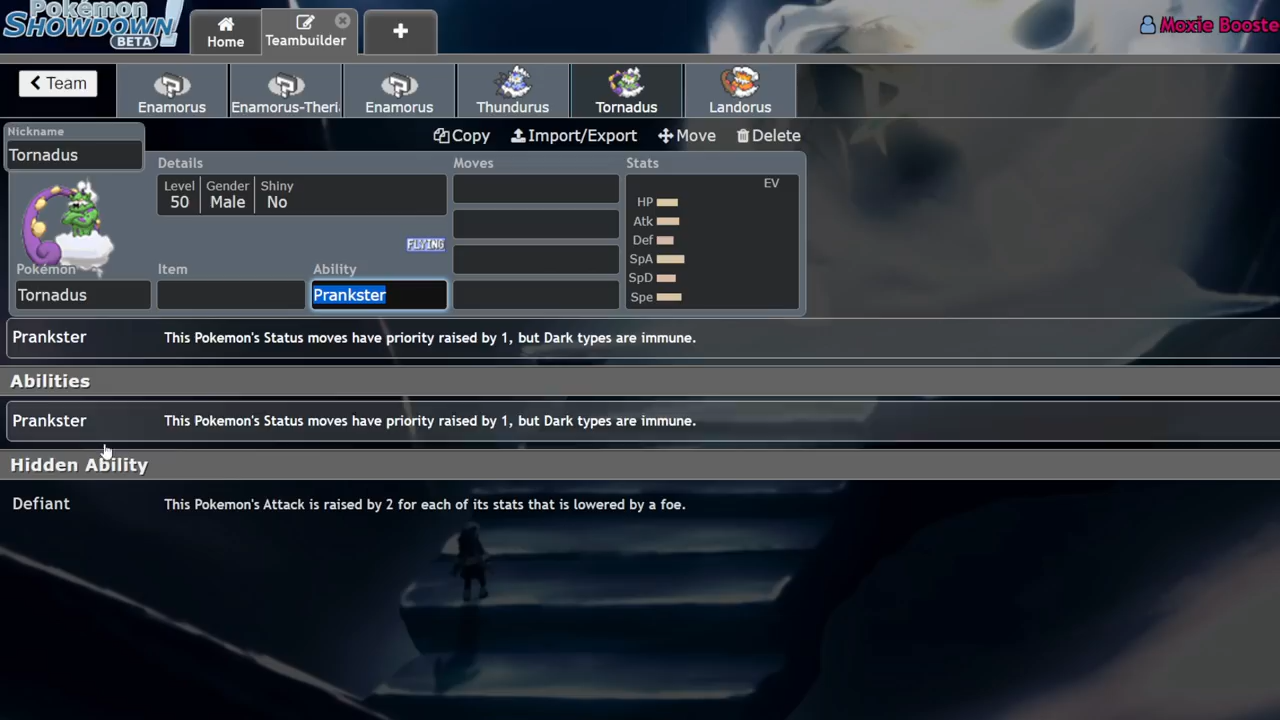 Pokémon
SHOWDOWN!
BETA
Home
Teambuilder
+
Moxie Booste
Team
Enamorus
Enamorus-Theri
Enamorus
Thundurus
Tornadus
Landorus
Nickname
Tornadus
Copy
Import/Export
Move
Delete
Details
Moves
Stats
Level
Gender
Shiny
50
Male
No
EV
HP
Atk
Def
SpA
SpD
Spe
FLYING
Pokémon
Item
Ability
Tornadus
Prankster
Prankster This Pokemon's Status moves have priority raised by 1, but Dark types are immune.
Abilities
Prankster This Pokemon's Status moves have priority raised by 1, but Dark types are immune.
Hidden Ability
Defiant This Pokemon's Attack is raised by 2 for each of its stats that is lowered by a foe.